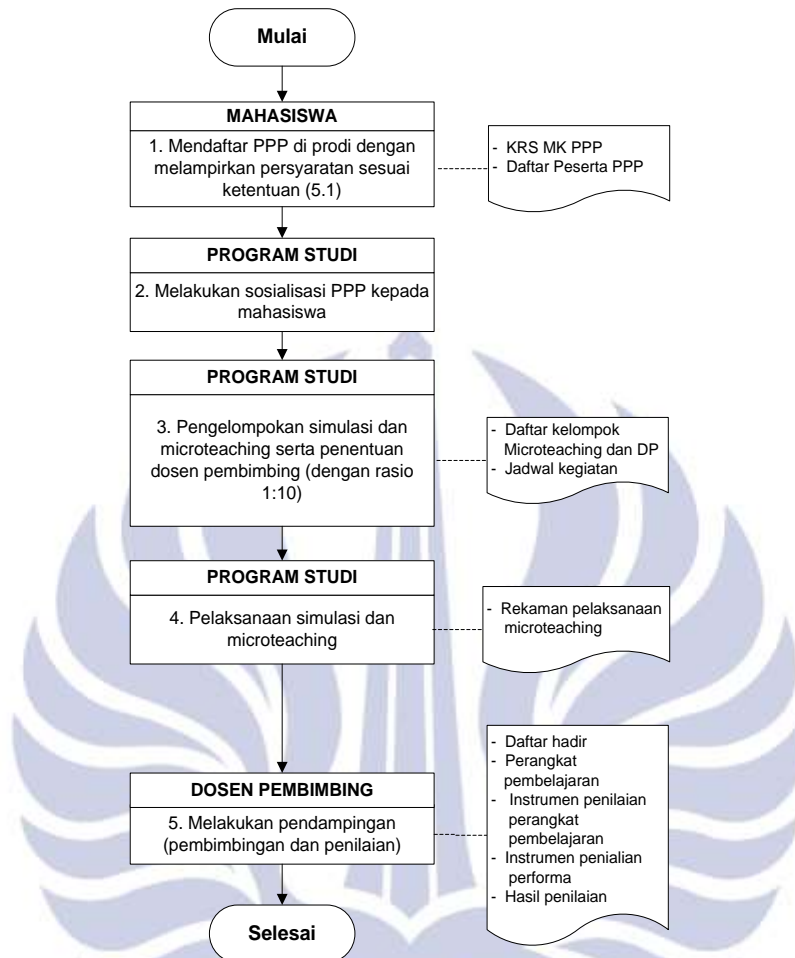 Mulai
MAHASISWA
1. Mendaftar PPP di prodi dengan
melampirkan persyaratan sesuai
ketentuan (5.1)
- KRS MK PPP
- Daftar Peserta PPP
PROGRAM STUDI
2. Melakukan sosialisasi PPP kepada
mahasiswa
PROGRAM STUDI
3. Pengelompokan simulasi dan
microteaching serta penentuan
dosen pembimbing (dengan rasio
1:10)
- Daftar kelompok
Microteaching dan DP
- Jadwal kegiatan
PROGRAM STUDI
4. Pelaksanaan simulasi dan
microteaching
- Rekaman pelaksanaan
microteaching
DOSEN PEMBIMBING
5. Melakukan pendampingan
(pembimbingan dan penilaian)
- Daftar hadir
- Perangkat
pembelajaran
- Instrumen penilaian
perangkat
pembelajaran
- Instrumen penialian
performa
- Hasil penilaian
Selesai